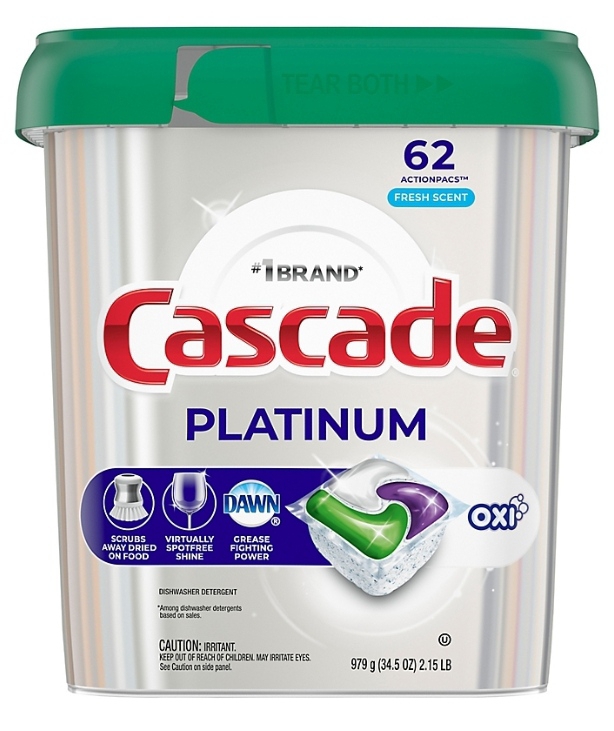 TEAR BOTH ▶▶
62
ACTIONPACS™
FRESH SCENT
#1 BRAND*
Cascade®
PLATINUM
SCRUBS
AWAY DRIED
ON FOOD
VIRTUALLY
SPOTFREE
SHINE
DAWN®
GREASE
FIGHTING
POWER
OXI
DISHWASHER DETERGENT
*Among dishwasher detergents
based on sales.
CAUTION: IRRITANT.
KEEP OUT OF REACH OF CHILDREN. MAY IRRITATE EYES.
See Caution on side panel.
U
979 g (34.5 OZ) 2.15 LB